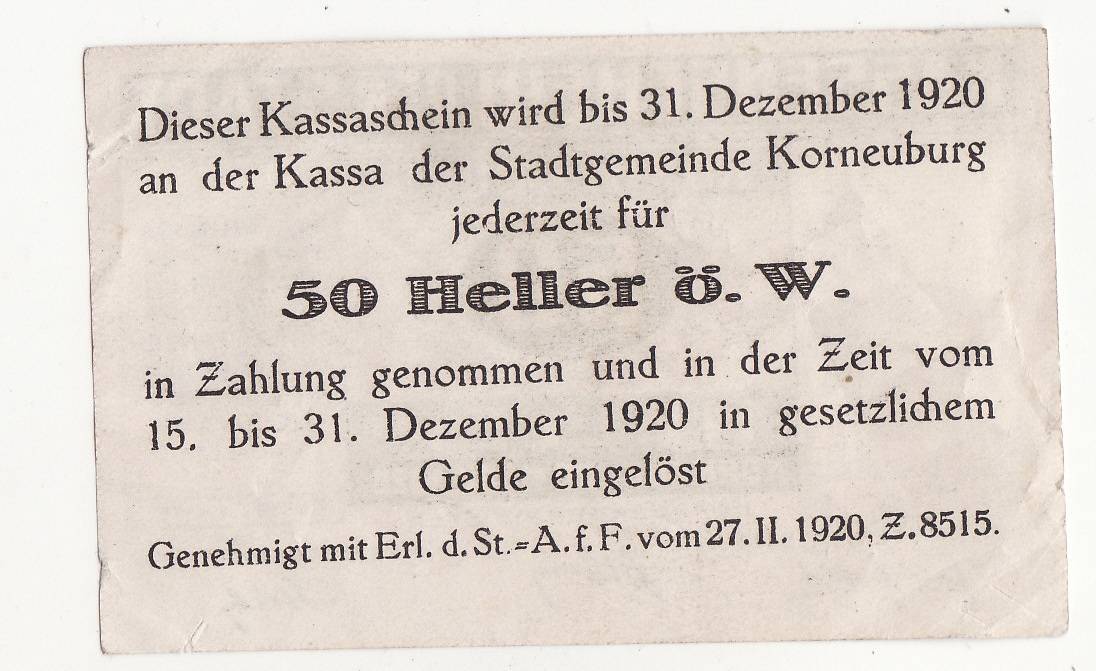 Dieser Kassaschein wird bis 31. Dezember 1920
an der Kassa der Stadtgemeinde Korneuburg
jederzeit für
50 Heller ö. W.
in Zahlung genommen und in der Zeit vom
15. bis 31. Dezember 1920 in gesetzlichem
Gelde eingelöst
Genehmigt mit Erl. d. St.=A. f. F. vom 27. II. 1920, Z. 8515.